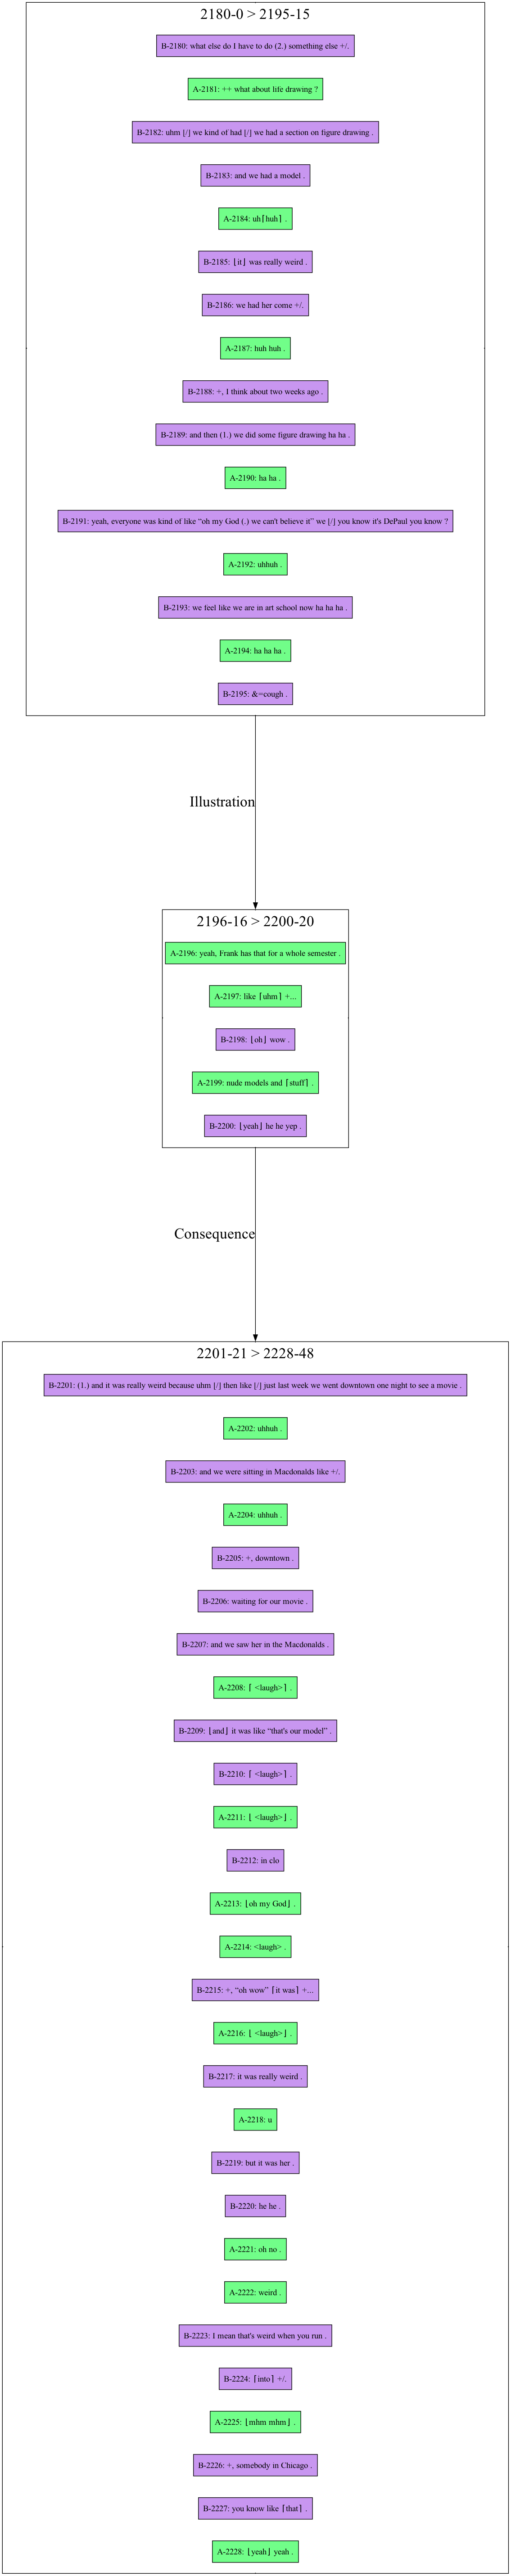 2180-0 > 2195-15
B-2180: what else do I have to do (2.) something else +/.
A-2181: ++ what about life drawing ?
B-2182: uhm [/] we kind of had [/] we had a section on figure drawing .
B-2183: and we had a model .
A-2184: uh⌈huh⌉ .
B-2185: ⌊it⌋ was really weird .
B-2186: we had her come +/.
A-2187: huh huh .
B-2188: +, I think about two weeks ago .
B-2189: and then (1.) we did some figure drawing ha ha .
A-2190: ha ha .
B-2191: yeah, everyone was kind of like “oh my God (.) we can't believe it” we [/] you know it's DePaul you know ?
A-2192: uhhuh .
B-2193: we feel like we are in art school now ha ha ha .
A-2194: ha ha ha .
B-2195: &=cough .
Illustration
2196-16 > 2200-20
A-2196: yeah, Frank has that for a whole semester .
A-2197: like ⌈uhm⌉ +...
B-2198: ⌊oh⌋ wow .
A-2199: nude models and ⌈stuff⌉ .
B-2200: ⌊yeah⌋ he he yep .
Consequence
2201-21 > 2228-48
B-2201: (1.) and it was really weird because uhm [/] then like [/] just last week we went downtown one night to see a movie .
A-2202: uhhuh .
B-2203: and we were sitting in Macdonalds like +/.
A-2204: uhhuh .
B-2205: +, downtown .
B-2206: waiting for our movie .
B-2207: and we saw her in the Macdonalds .
A-2208: ⌈ <laugh>⌉ .
B-2209: ⌊and⌋ it was like “that's our model” .
B-2210: ⌈ <laugh>⌉ .
A-2211: ⌊ <laugh>⌋ .
B-2212: in clo
A-2213: ⌊oh my God⌋ .
A-2214: <laugh> .
B-2215: +, “oh wow” ⌈it was⌉ +...
A-2216: ⌊ <laugh>⌋ .
B-2217: it was really weird .
A-2218: u
B-2219: but it was her .
B-2220: he he .
A-2221: oh no .
A-2222: weird .
B-2223: I mean that's weird when you run .
B-2224: ⌈into⌉ +/.
A-2225: ⌊mhm mhm⌋ .
B-2226: +, somebody in Chicago .
B-2227: you know like ⌈that⌉ .
A-2228: ⌊yeah⌋ yeah .